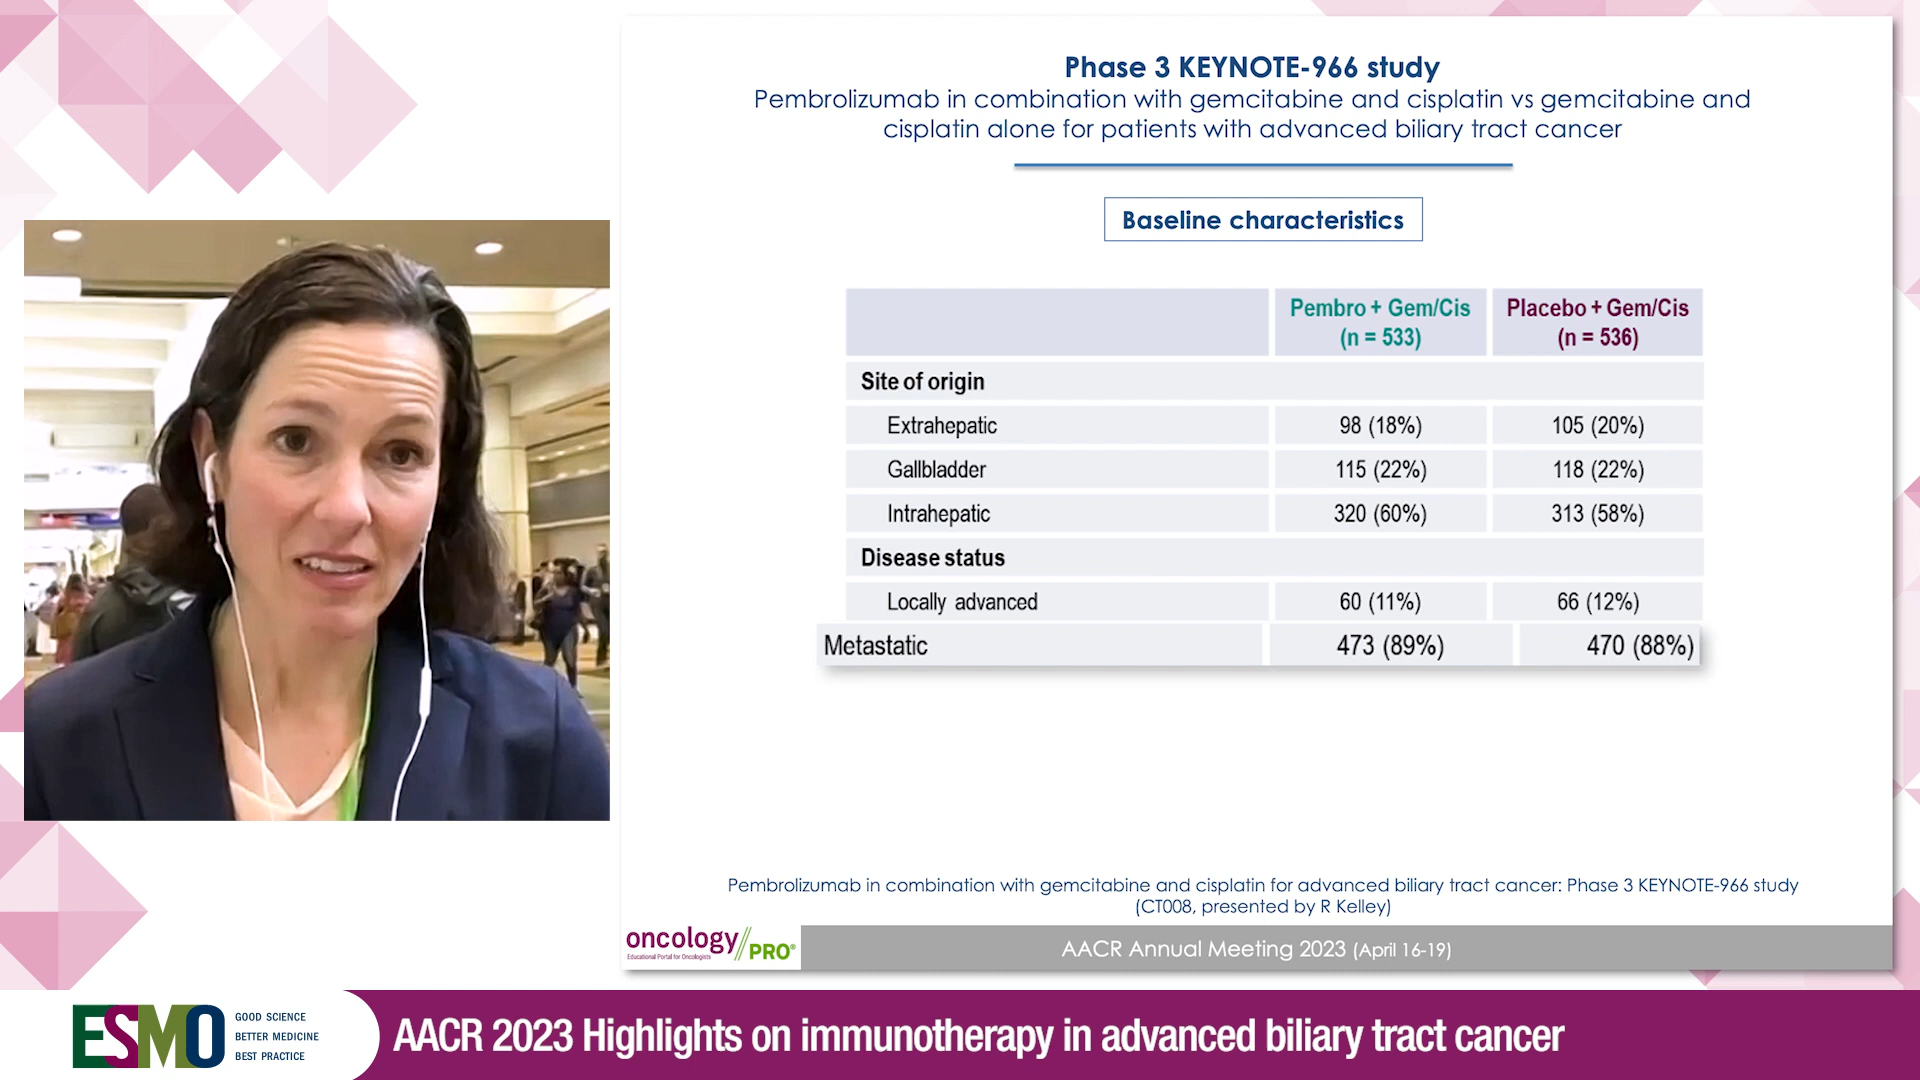 Phase 3 KEYNOTE-966 study
Pembrolizumab in combination with gemcitabine and cisplatin vs gemcitabine and
cisplatin alone for patients with advanced biliary tract cancer
Baseline characteristics
Pembro + Gem/Cis Placebo + Gem/Cis
(n = 533) (n = 536)
Site of origin
Extrahepatic 98 (18%) 105 (20%)
Gallbladder 115 (22%) 118 (22%)
Intrahepatic 320 (60%) 313 (58%)
Disease status
Locally advanced 60 (11%) 66 (12%)
Metastatic 473 (89%) 470 (88%)
Pembrolizumab in combination with gemcitabine and cisplatin for advanced biliary tract cancer: Phase 3 KEYNOTE-966 study
(CT008, presented by R Kelley)
oncology//PRO®
Educational Portal for Oncologists
AACR Annual Meeting 2023 (April 16-19)
ESMO
GOOD SCIENCE
BETTER MEDICINE
BEST PRACTICE
AACR 2023 Highlights on immunotherapy in advanced biliary tract cancer